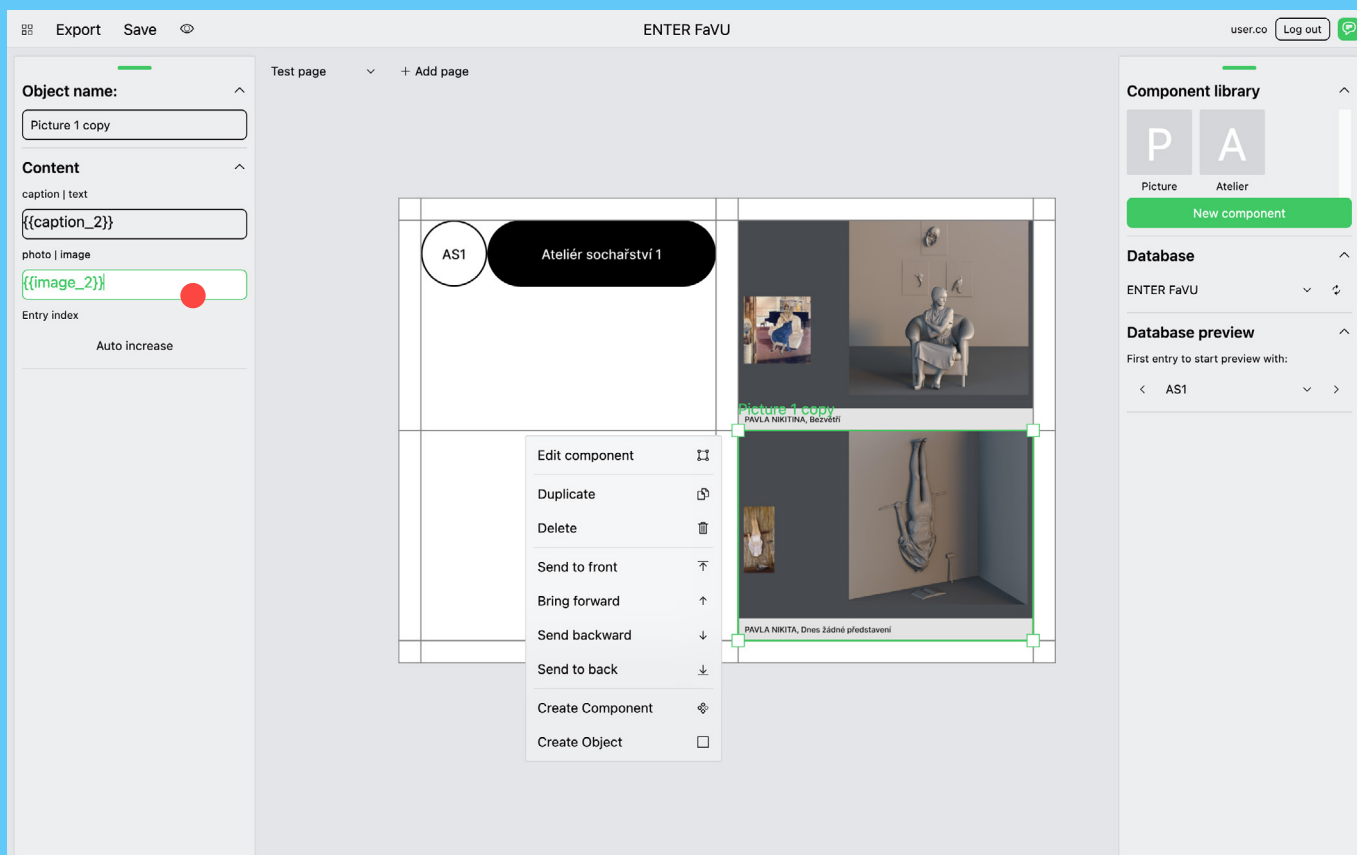 Export Save ENTER FaVU user.co Log out
Object name:
Picture 1 copy
Content
caption | text
{{caption_2}}
photo | image
{{image_2}}
Entry index
Auto increase
Test page + Add page
AS1 Ateliér sochařství 1
Picture 1 copy
PAVLA NIKITINA, Bezvětří
PAVLA NIKITA, Dnes žádné představení
Edit component
Duplicate
Delete
Send to front
Bring forward
Send backward
Send to back
Create Component
Create Object
Component library
P A
Picture Atelier
New component
Database
ENTER FaVU
Database preview
First entry to start preview with:
AS1